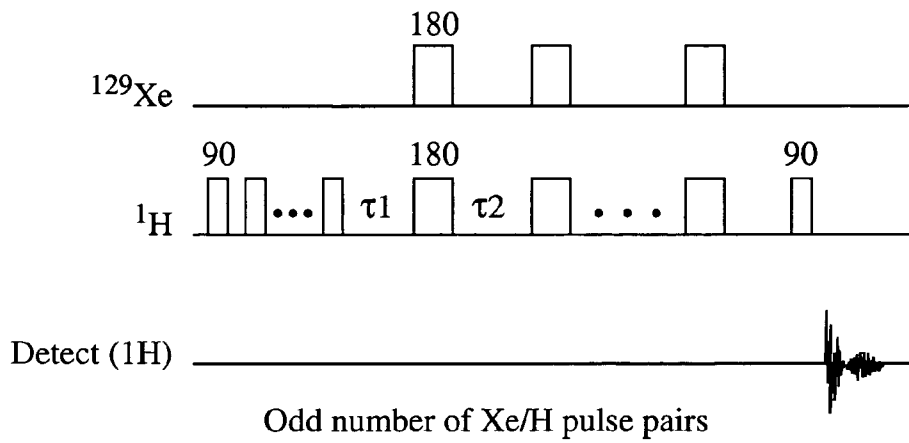 180
¹²⁹Xe
90 180 90
¹H τ1 τ2
Detect (1H)
Odd number of Xe/H pulse pairs